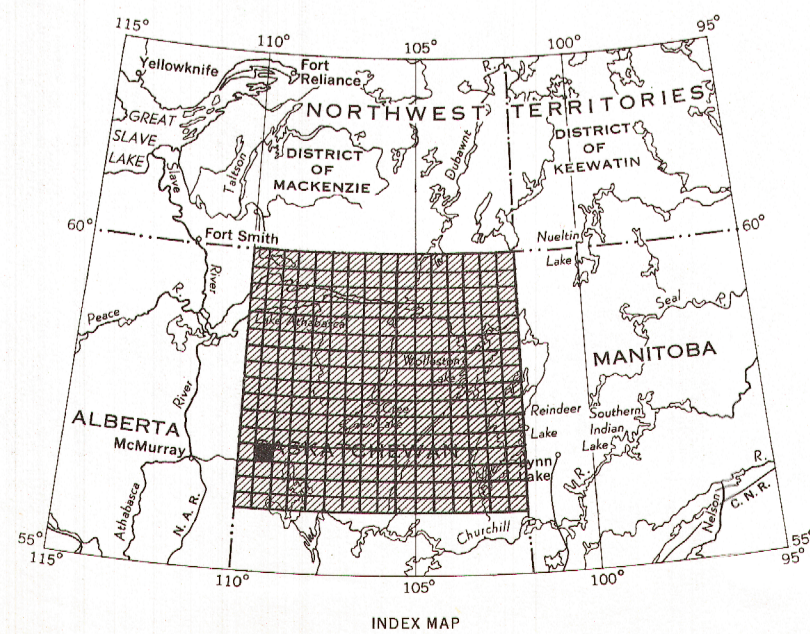 115°
110°
105°
100°
95°
Yellowknife
Fort
Reliance
R.
NORTHWEST TERRITORIES
GREAT
SLAVE
LAKE
Slave
Taltson
DISTRICT
OF
MACKENZIE
Dubawnt
DISTRICT
OF
KEEWATIN
60°
Fort Smith
Nueltin
Lake
60°
River
Peace R.
Lake Athabasca
Seal R.
Wollaston
Lake
MANITOBA
River
Cree
Lake
Reindeer
Lake
Southern
Indian
Lake
ALBERTA
McMurray
SASKATCHEWAN
Lynn
Lake
R.
Athabasca
N. A. R.
Churchill
Nelson
R.
C. N. R.
55°
115°
110°
105°
100°
55°
95°
INDEX MAP